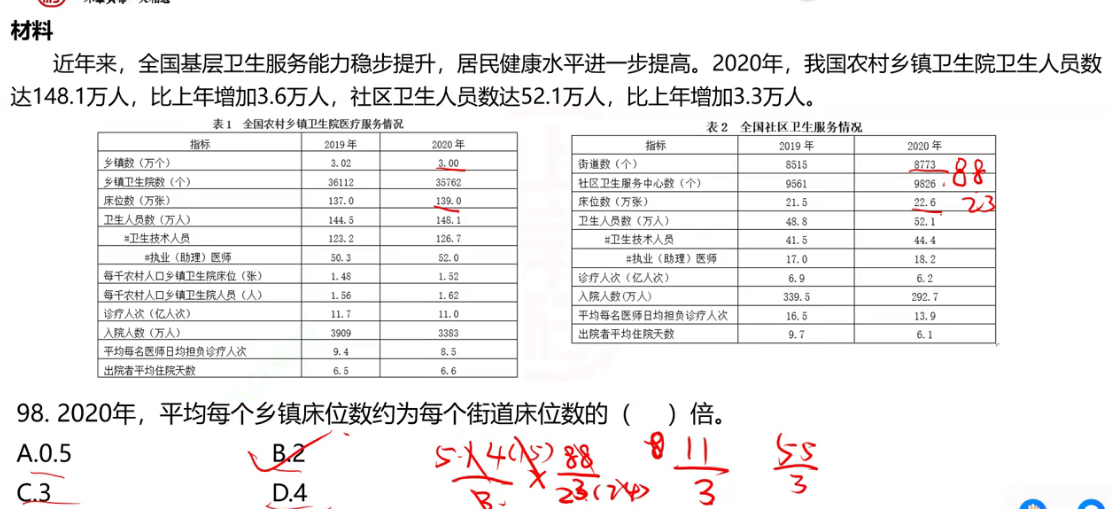 材料
近年来，全国基层卫生服务能力稳步提升，居民健康水平进一步提高。2020年，我国农村乡镇卫生院卫生人员数
达148.1万人，比上年增加3.6万人，社区卫生人员数达52.1万人，比上年增加3.3万人。
表1 全国农村乡镇卫生院医疗服务情况
指标 2019年 2020年
乡镇数（万个） 3.02 3.00
乡镇卫生院数（个） 36112 35762
床位数（万张） 137.0 139.0
卫生人员数（万人） 144.5 148.1
#卫生技术人员 123.2 126.7
#执业（助理）医师 50.3 52.0
每千农村人口乡镇卫生院床位（张） 1.48 1.52
每千农村人口乡镇卫生院人员（人） 1.56 1.62
诊疗人次（亿人次） 11.7 11.0
入院人数（万人） 3909 3383
平均每名医师日均担负诊疗人次 9.4 8.5
出院者平均住院天数 6.5 6.6
表2 全国社区卫生服务情况
指标 2019年 2020年
街道数（个） 8515 8773 .88
社区卫生服务中心数（个） 9561 9826
床位数（万张） 21.5 22.6 23
卫生人员数（万人） 48.8 52.1
#卫生技术人员 41.5 44.4
#执业（助理）医师 17.0 18.2
诊疗人次（亿人次） 6.9 6.2
入院人数(万人) 339.5 292.7
平均每名医师日均担负诊疗人次 16.5 13.9
出院者平均住院天数 9.7 6.1
98. 2020年，平均每个乡镇床位数约为每个街道床位数的（ ）倍。
A.0.5 B.2
C.3 D.4
88
23 (24)
11
3
55
3